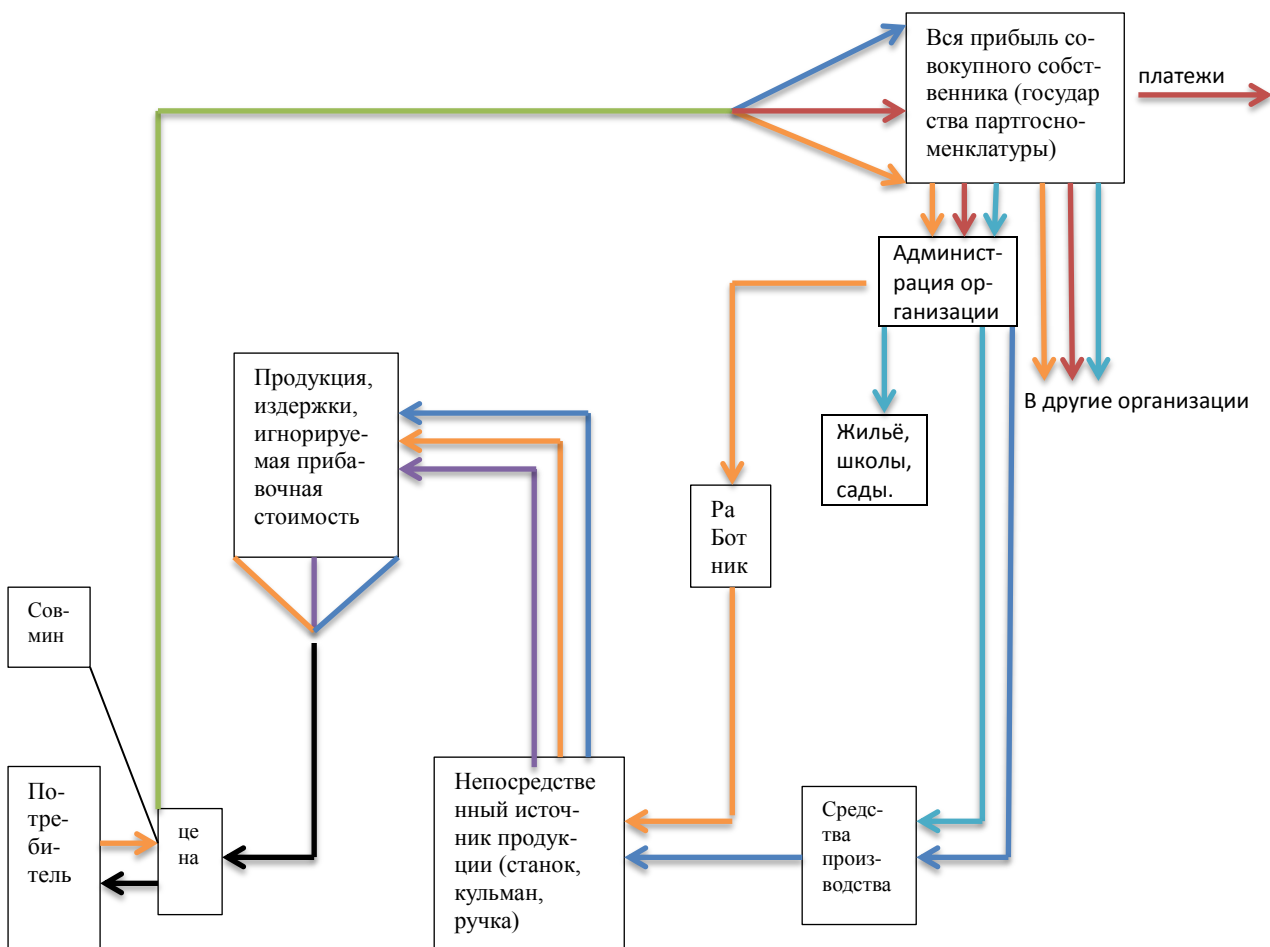 Вся прибыль со-
вокупного собст-
венника (государ
ства партгосно-
менклатуры)
платежи
Админист-
рация ор-
ганизации
В другие организации
Продукция,
издержки,
игнорируе-
мая приба-
вочная
стоимость
Жильё,
школы,
сады.
Ра
Бот
ник
Сов-
мин
По-
тре-
би-
тель
це
на
Непосредстве
нный источ-
ник продук-
ции (станок,
кульман,
ручка)
Средс-
тва
произ-
водства